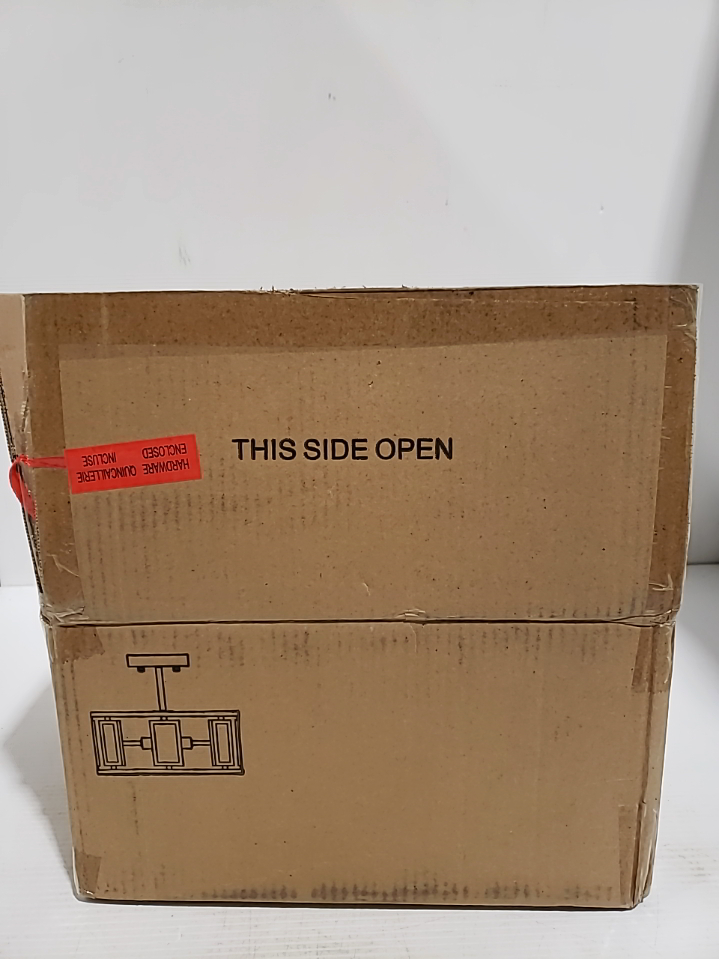 THIS SIDE OPEN
HARDWARE QUINCAILLERIE
ENCLOSED INCLUSE